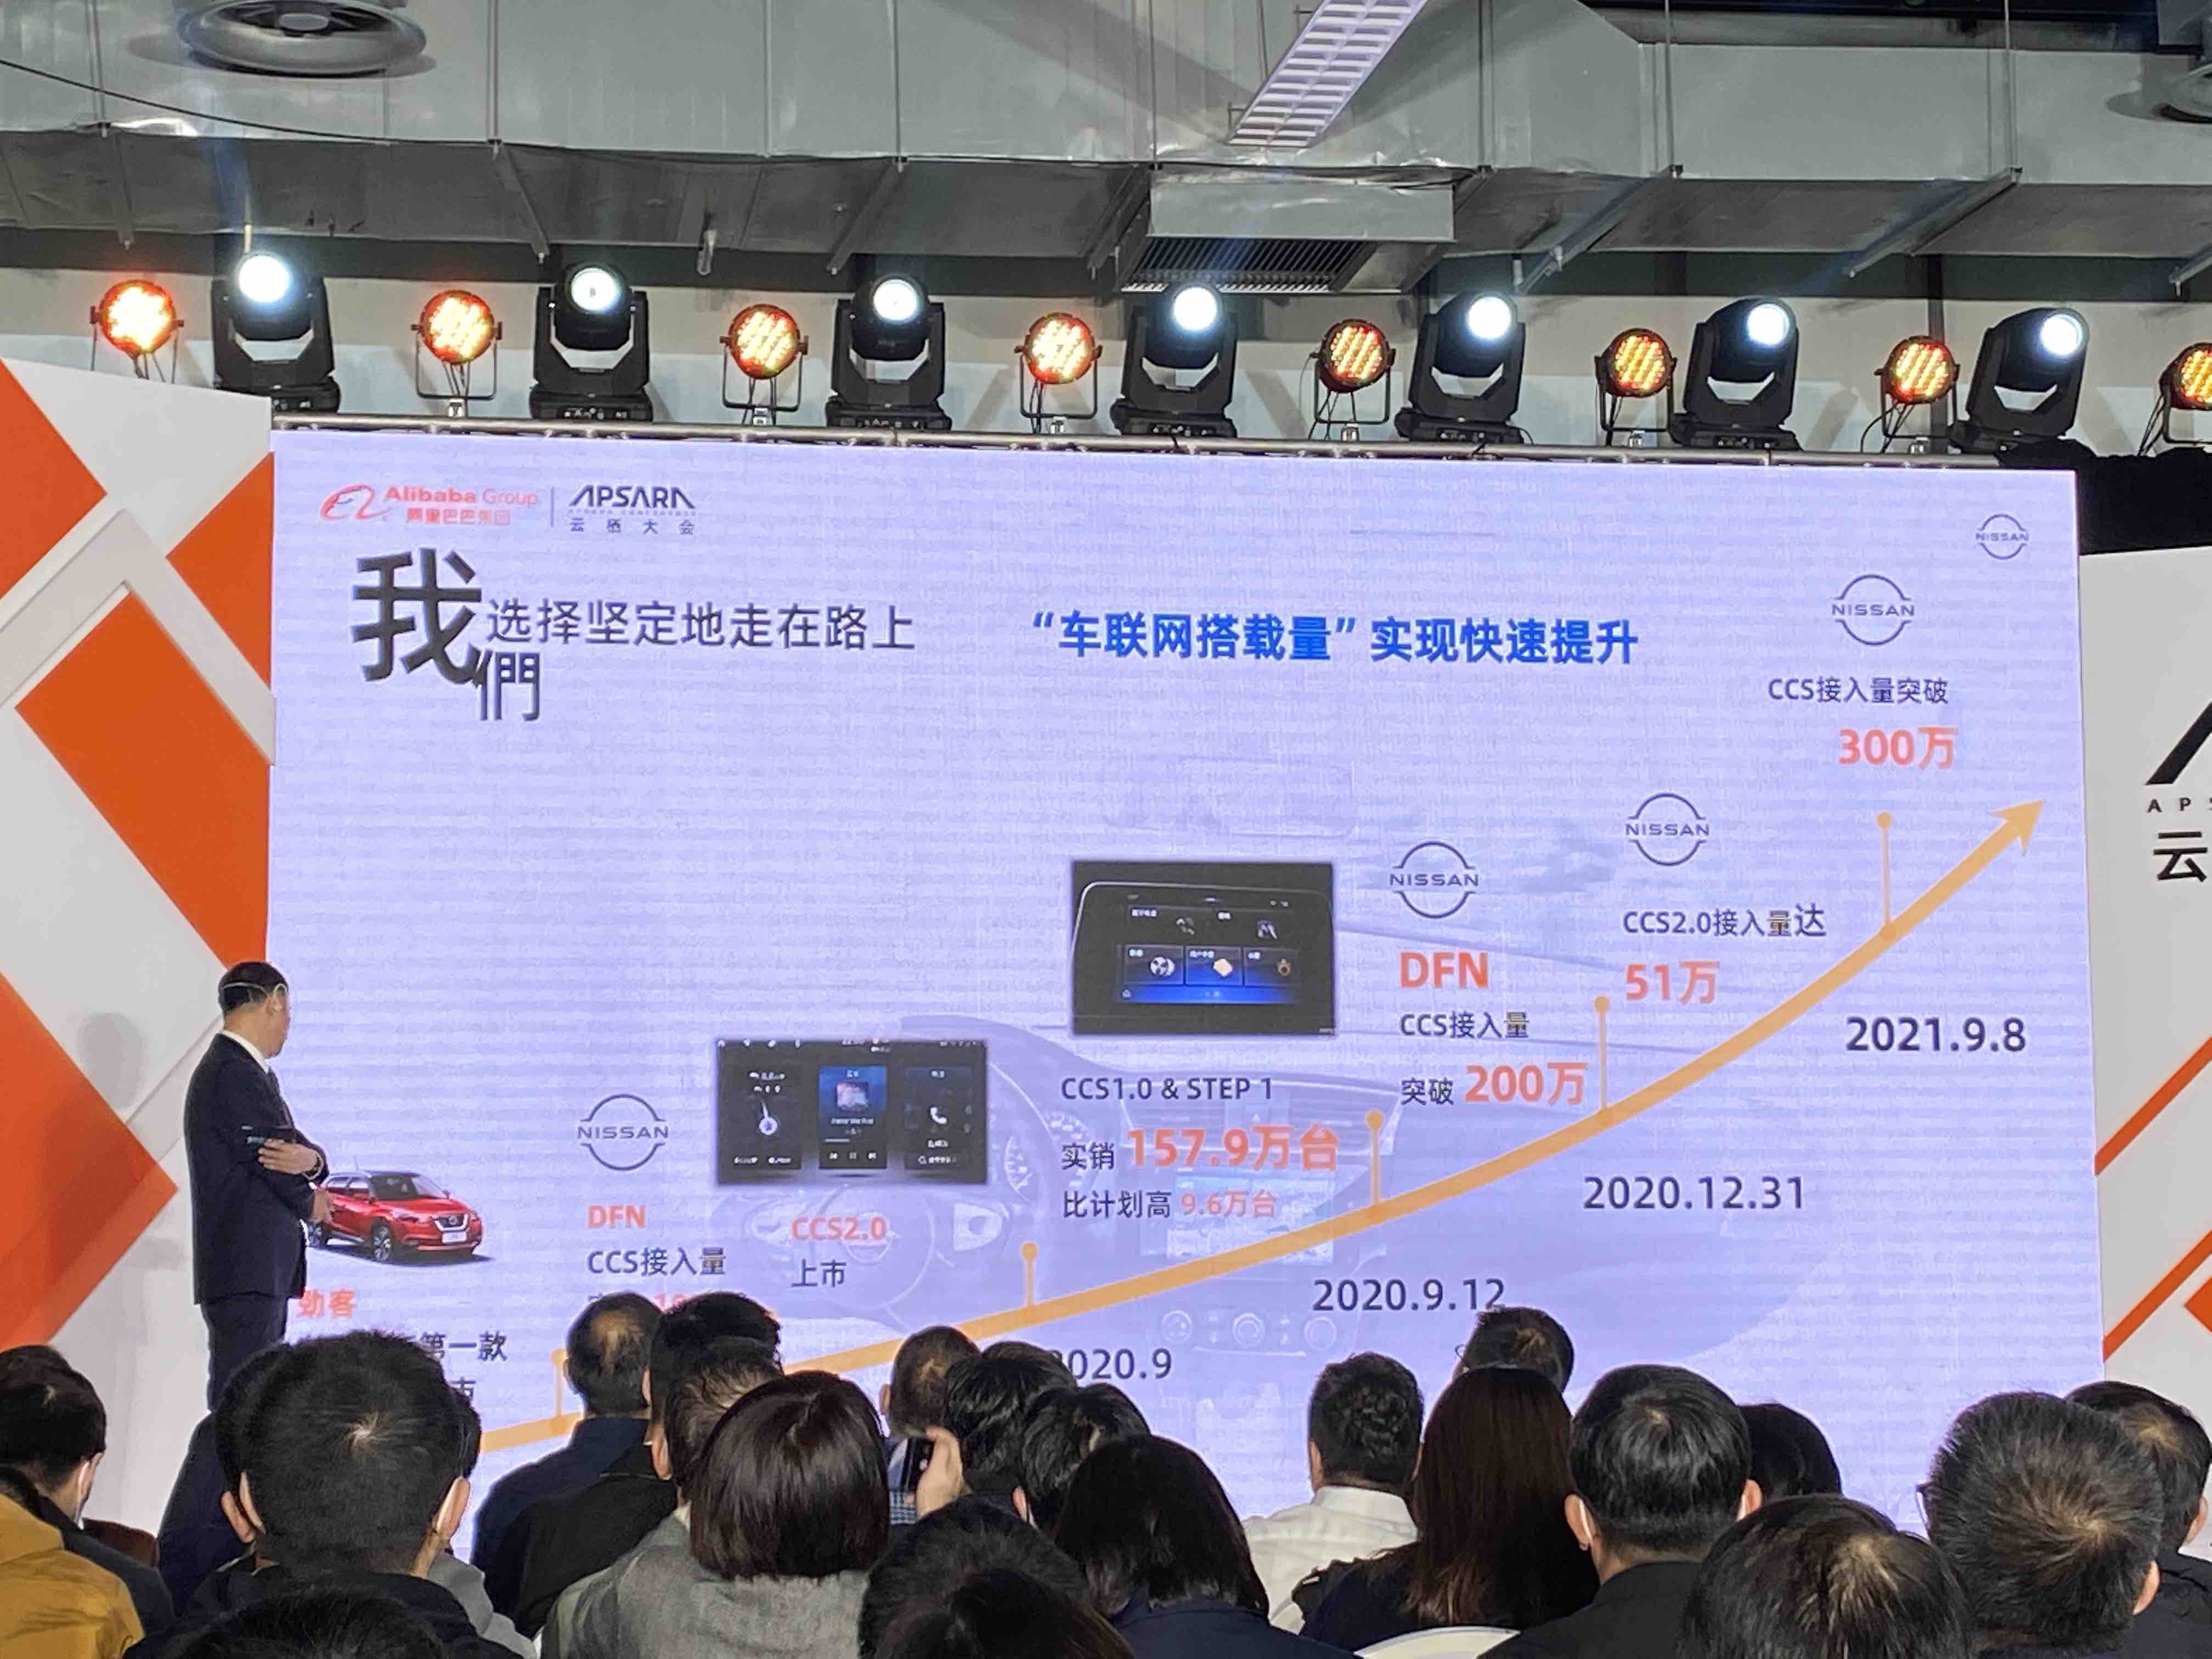 Alibaba Group
阿里巴巴集团
APSARA
云栖大会
NISSAN
我們
选择坚定地走在路上
“车联网搭载量”实现快速提升
NISSAN
CCS接入量突破
300万
2021.9.8
NISSAN
CCS2.0接入量达
51万
2020.12.31
NISSAN
DFN
CCS接入量
突破 200万
2020.9.12
CCS1.0 & STEP 1
实销 157.9万台
比计划高 9.6万台
020.9
CCS2.0
上市
NISSAN
DFN
CCS接入量
劲客
第一款
市
AP
云